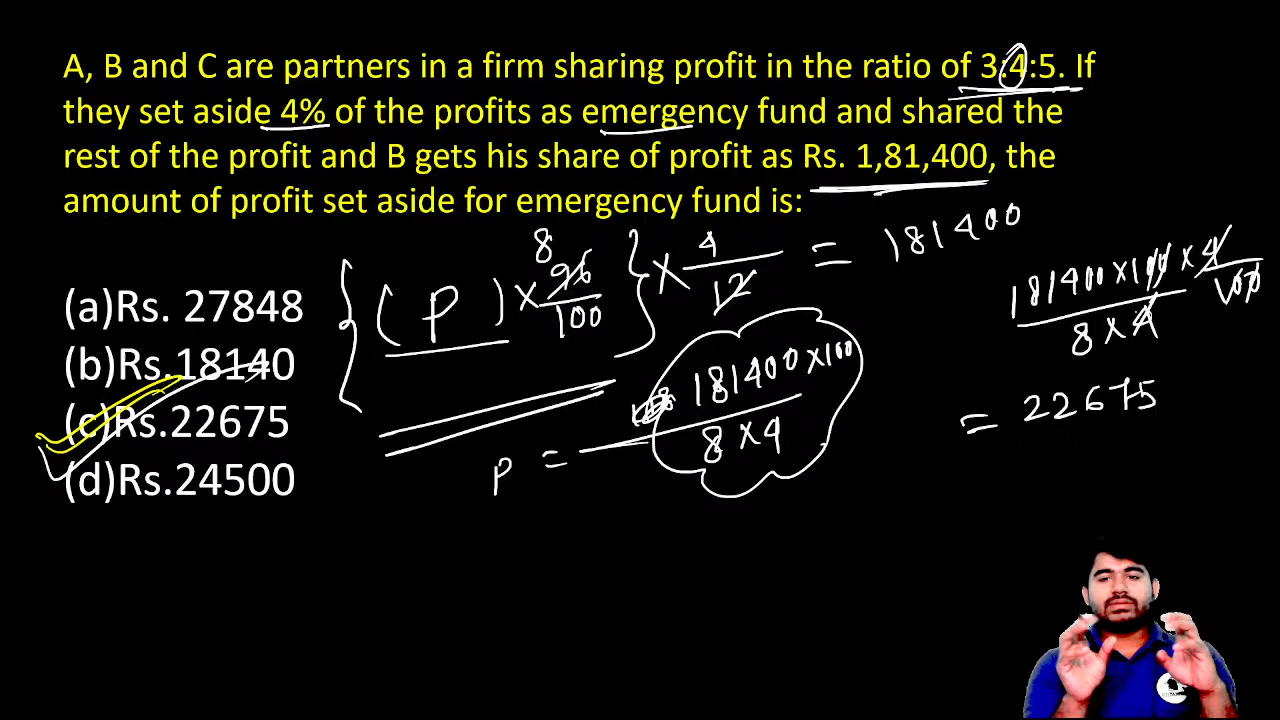 A, B and C are partners in a firm sharing profit in the ratio of 3:4:5. If
they set aside 4% of the profits as emergency fund and shared the
rest of the profit and B gets his share of profit as Rs. 1,81,400, the
amount of profit set aside for emergency fund is:
(a)Rs. 27848
(b)Rs.18140
(c)Rs.22675
(d)Rs.24500
{ ( P ) × 8 96/100 } × 4/12 = 181400
P = 181400×100 / 8×4
181400×100×4 / 8×4 100
= 22675